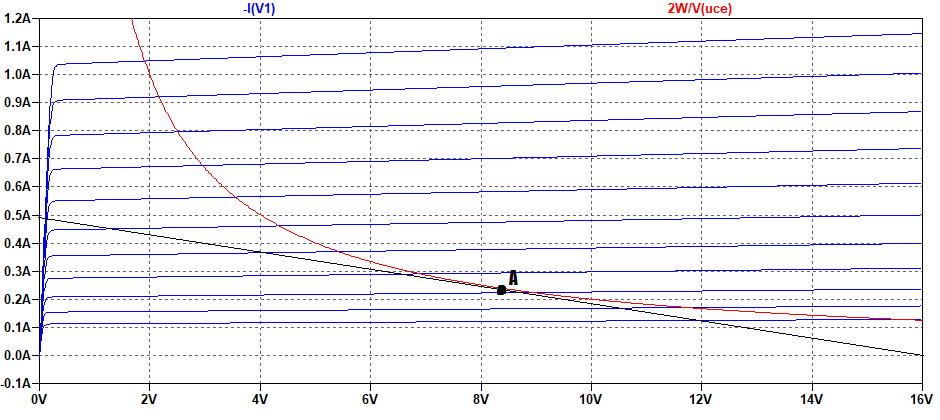 -I(V1) 2W/V(uce)
1.2A
1.1A
1.0A
0.9A
0.8A
0.7A
0.6A
0.5A
0.4A
0.3A
A
0.2A
0.1A
0.0A
-0.1A
0V 2V 4V 6V 8V 10V 12V 14V 16V